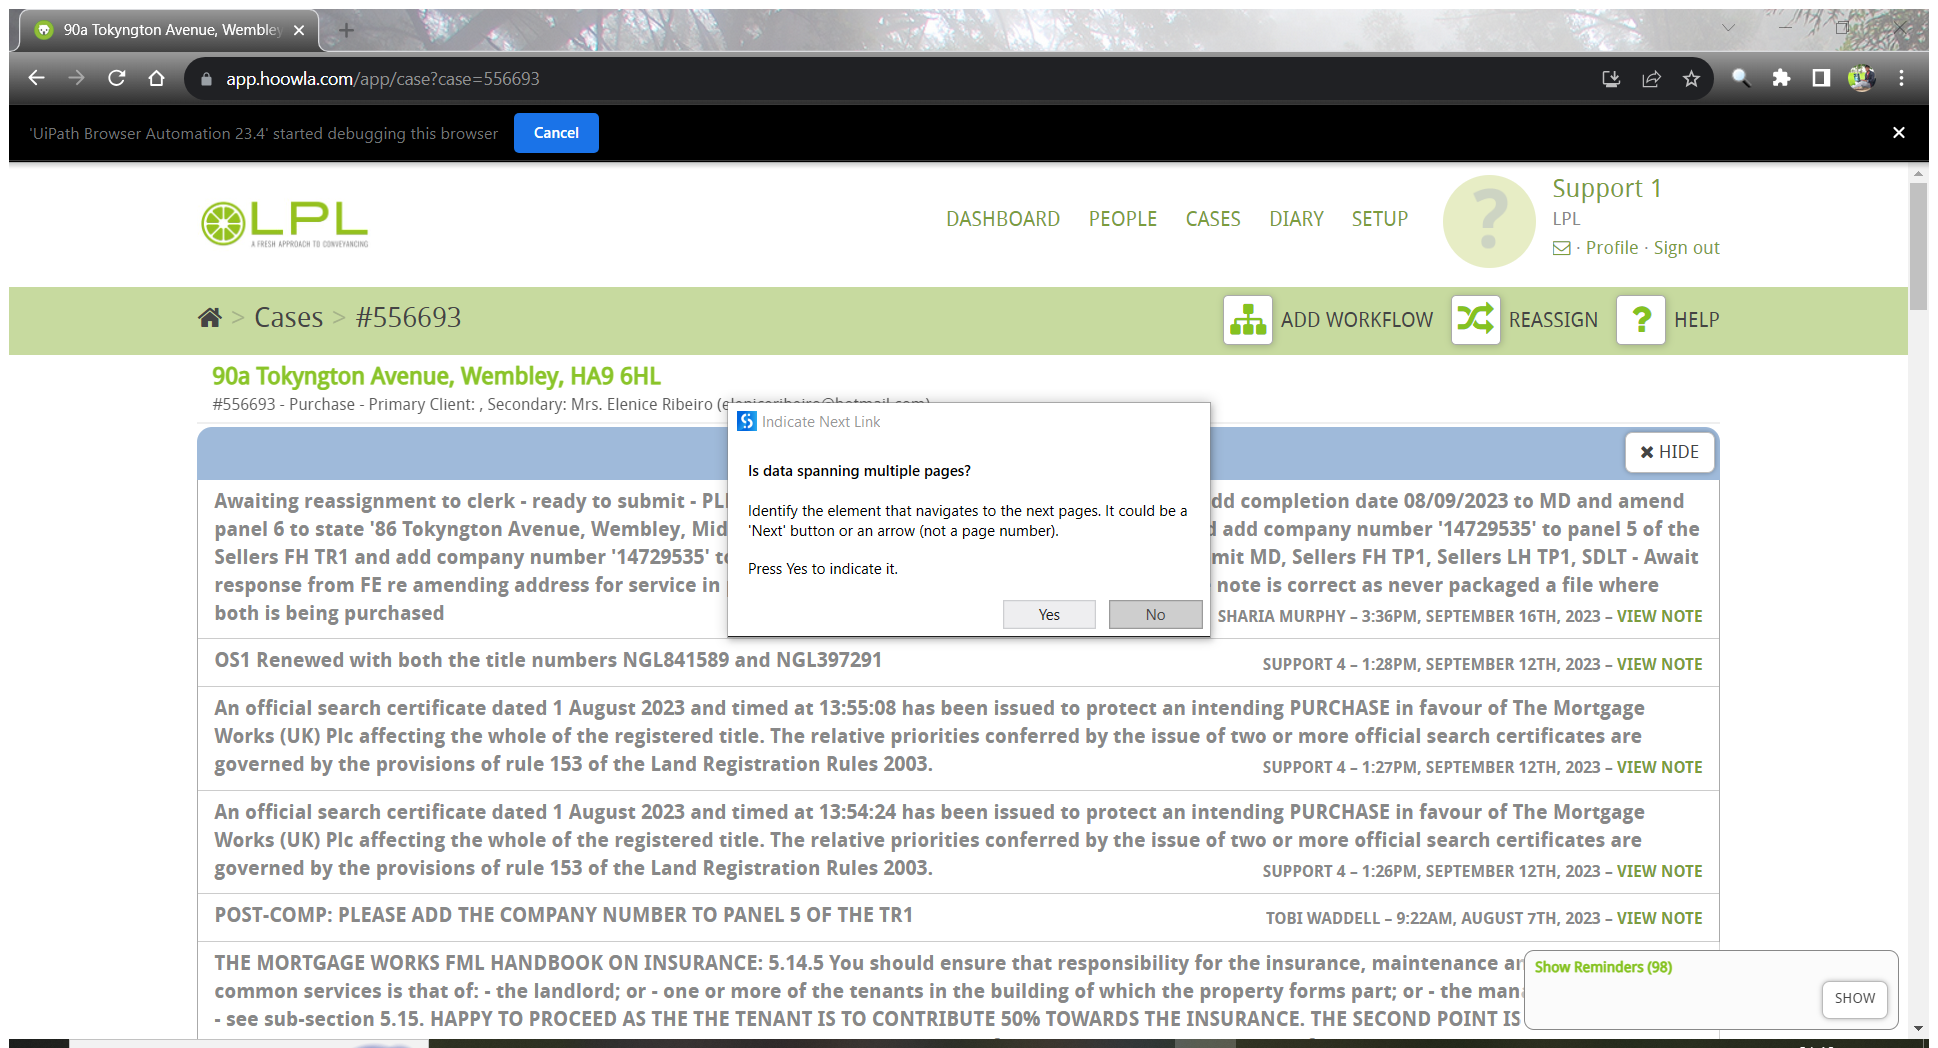 90a Tokyngton Avenue, Wembley
app.hoowla.com/app/case?case=556693
'UiPath Browser Automation 23.4' started debugging this browser
Cancel
LPL
A FRESH APPROACH TO CONVEYANCING
DASHBOARD PEOPLE CASES DIARY SETUP
?
Support 1
LPL
· Profile · Sign out
> Cases > #556693
ADD WORKFLOW
REASSIGN
? HELP
90a Tokyngton Avenue, Wembley, HA9 6HL
#556693 - Purchase - Primary Client: , Secondary: Mrs. Elenice Ribeiro (eleniceribeiro@hotmail.com)
HIDE
Indicate Next Link
Is data spanning multiple pages?
Identify the element that navigates to the next pages. It could be a
'Next' button or an arrow (not a page number).
Press Yes to indicate it.
Yes
No
Awaiting reassignment to clerk - ready to submit - dd completion date 08/09/2023 to MD and amend
panel 6 to state '86 Tokyngton Avenue, Wembley, add company number '14729535' to panel 5 of the
Sellers FH TR1 and add company number '14729535' mit MD, Sellers FH TP1, Sellers LH TP1, SDLT - Await
response from FE re amending address for service in note is correct as never packaged a file where
both is being purchased
SHARIA MURPHY – 3:36PM, SEPTEMBER 16TH, 2023 – VIEW NOTE
OS1 Renewed with both the title numbers NGL841589 and NGL397291
SUPPORT 4 – 1:28PM, SEPTEMBER 12TH, 2023 – VIEW NOTE
An official search certificate dated 1 August 2023 and timed at 13:55:08 has been issued to protect an intending PURCHASE in favour of The Mortgage
Works (UK) Plc affecting the whole of the registered title. The relative priorities conferred by the issue of two or more official search certificates are
governed by the provisions of rule 153 of the Land Registration Rules 2003.
SUPPORT 4 – 1:27PM, SEPTEMBER 12TH, 2023 – VIEW NOTE
An official search certificate dated 1 August 2023 and timed at 13:54:24 has been issued to protect an intending PURCHASE in favour of The Mortgage
Works (UK) Plc affecting the whole of the registered title. The relative priorities conferred by the issue of two or more official search certificates are
governed by the provisions of rule 153 of the Land Registration Rules 2003.
SUPPORT 4 – 1:26PM, SEPTEMBER 12TH, 2023 – VIEW NOTE
POST-COMP: PLEASE ADD THE COMPANY NUMBER TO PANEL 5 OF THE TR1
TOBI WADDELL – 9:22AM, AUGUST 7TH, 2023 – VIEW NOTE
THE MORTGAGE WORKS FML HANDBOOK ON INSURANCE: 5.14.5 You should ensure that responsibility for the insurance, maintenance
common services is that of: - the landlord; or - one or more of the tenants in the building of which the property forms part; or - the
- see sub-section 5.15. HAPPY TO PROCEED AS THE THE TENANT IS TO CONTRIBUTE 50% TOWARDS THE INSURANCE. THE SECOND POINT IS
Show Reminders (98)
SHOW